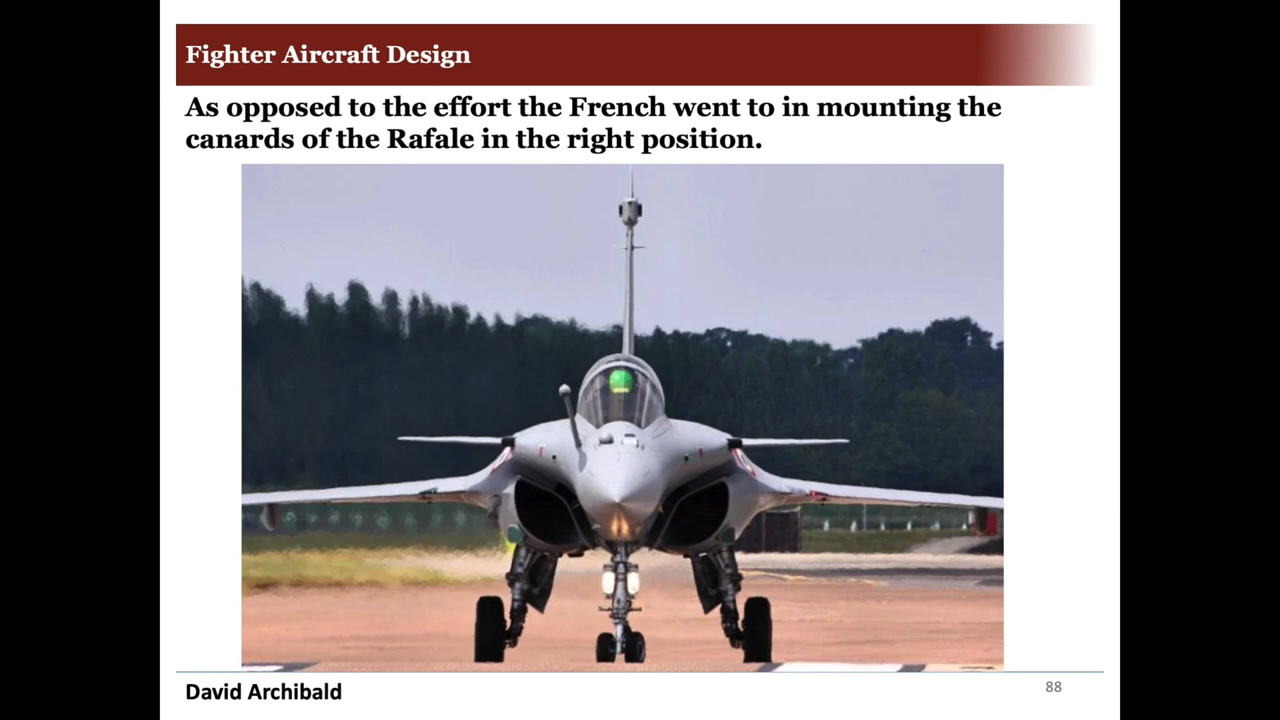 Fighter Aircraft Design
As opposed to the effort the French went to in mounting the
canards of the Rafale in the right position.
David Archibald
88